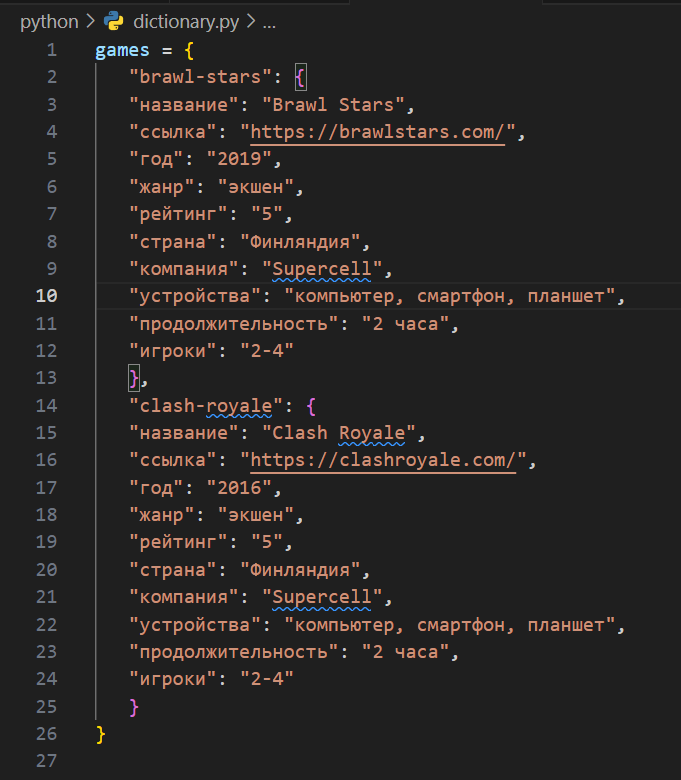 python > dictionary.py > ...
1 games = {
2 "brawl-stars": {
3 "название": "Brawl Stars",
4 "ссылка": "https://brawlstars.com/",
5 "год": "2019",
6 "жанр": "экшен",
7 "рейтинг": "5",
8 "страна": "Финляндия",
9 "компания": "Supercell",
10 "устройства": "компьютер, смартфон, планшет",
11 "продолжительность": "2 часа",
12 "игроки": "2-4"
13 },
14 "clash-royale": {
15 "название": "Clash Royale",
16 "ссылка": "https://clashroyale.com/",
17 "год": "2016",
18 "жанр": "экшен",
19 "рейтинг": "5",
20 "страна": "Финляндия",
21 "компания": "Supercell",
22 "устройства": "компьютер, смартфон, планшет",
23 "продолжительность": "2 часа",
24 "игроки": "2-4"
25 }
26 }
27